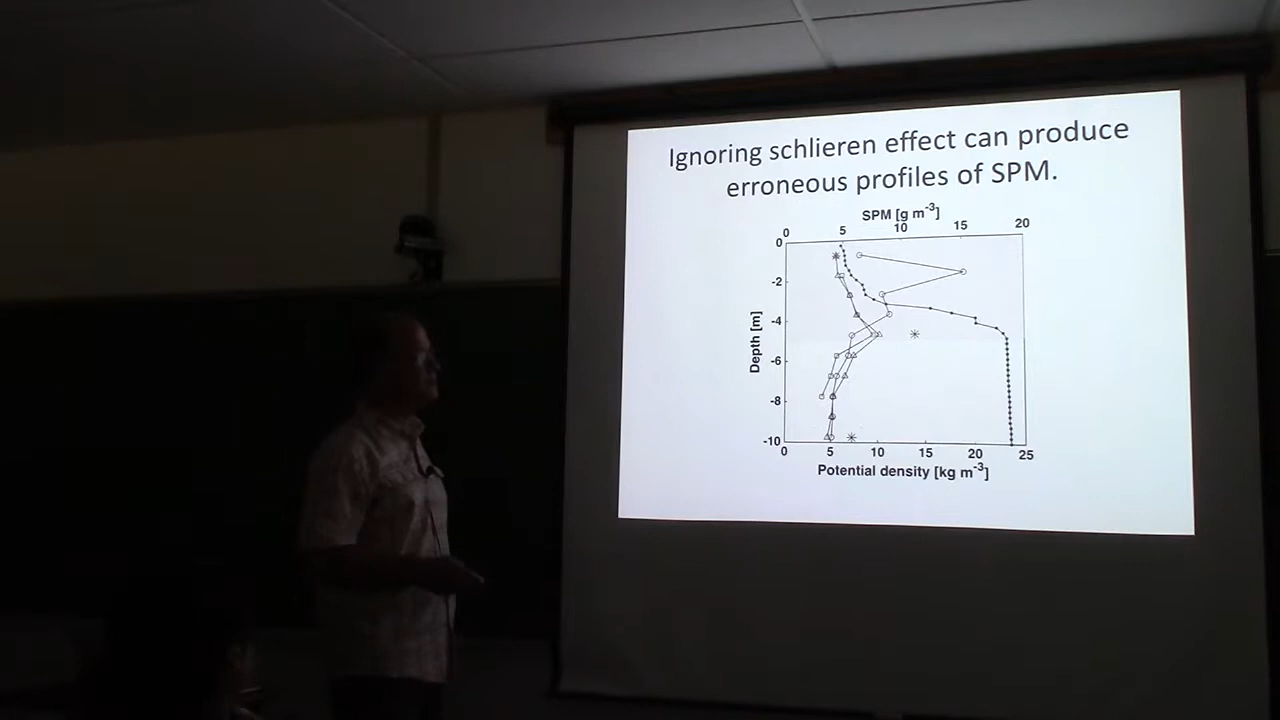 Ignoring schlieren effect can produce
erroneous profiles of SPM.
SPM [g m-3]
0 5 10 15 20
0
-2
-4
-6
-8
-10
Depth [m]
0 5 10 15 20 25
Potential density [kg m-3]